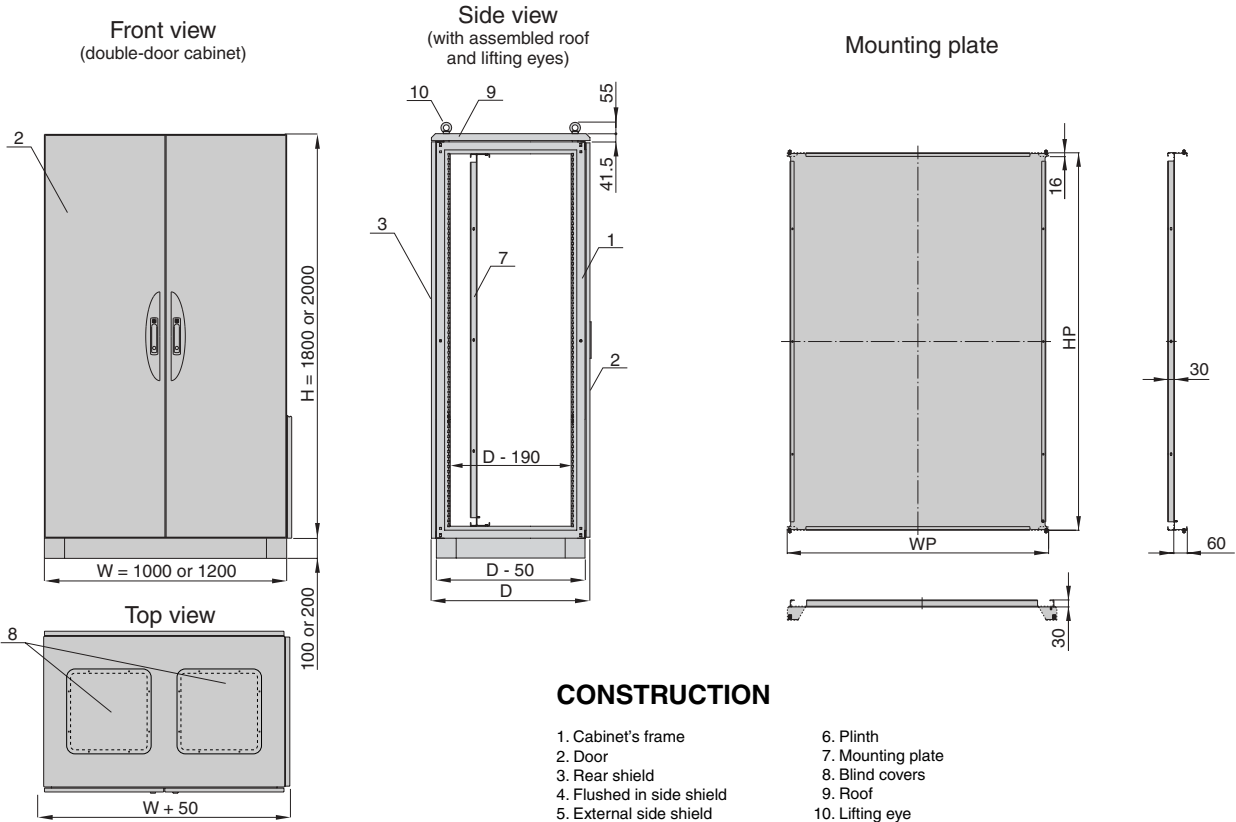 Front view
(double-door cabinet)
2
H = 1800 or 2000
W = 1000 or 1200
100 or 200
Top view
8
W + 50
Side view
(with assembled roof
and lifting eyes)
10
9
55
41.5
3
1
7
2
D - 190
D - 50
D
Mounting plate
16
HP
WP
30
60
30
CONSTRUCTION
1. Cabinet's frame
2. Door
3. Rear shield
4. Flushed in side shield
5. External side shield
6. Plinth
7. Mounting plate
8. Blind covers
9. Roof
10. Lifting eye